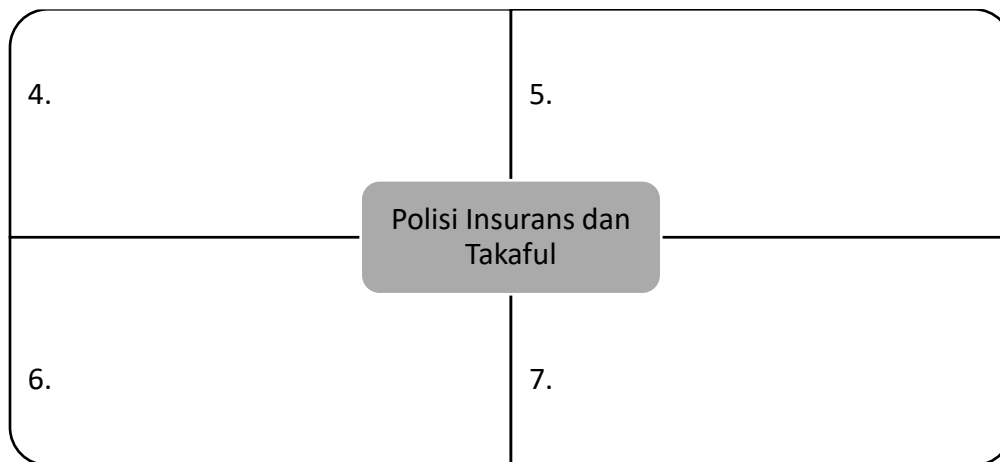 4.
5.
Polisi Insurans dan
Takaful
6.
7.